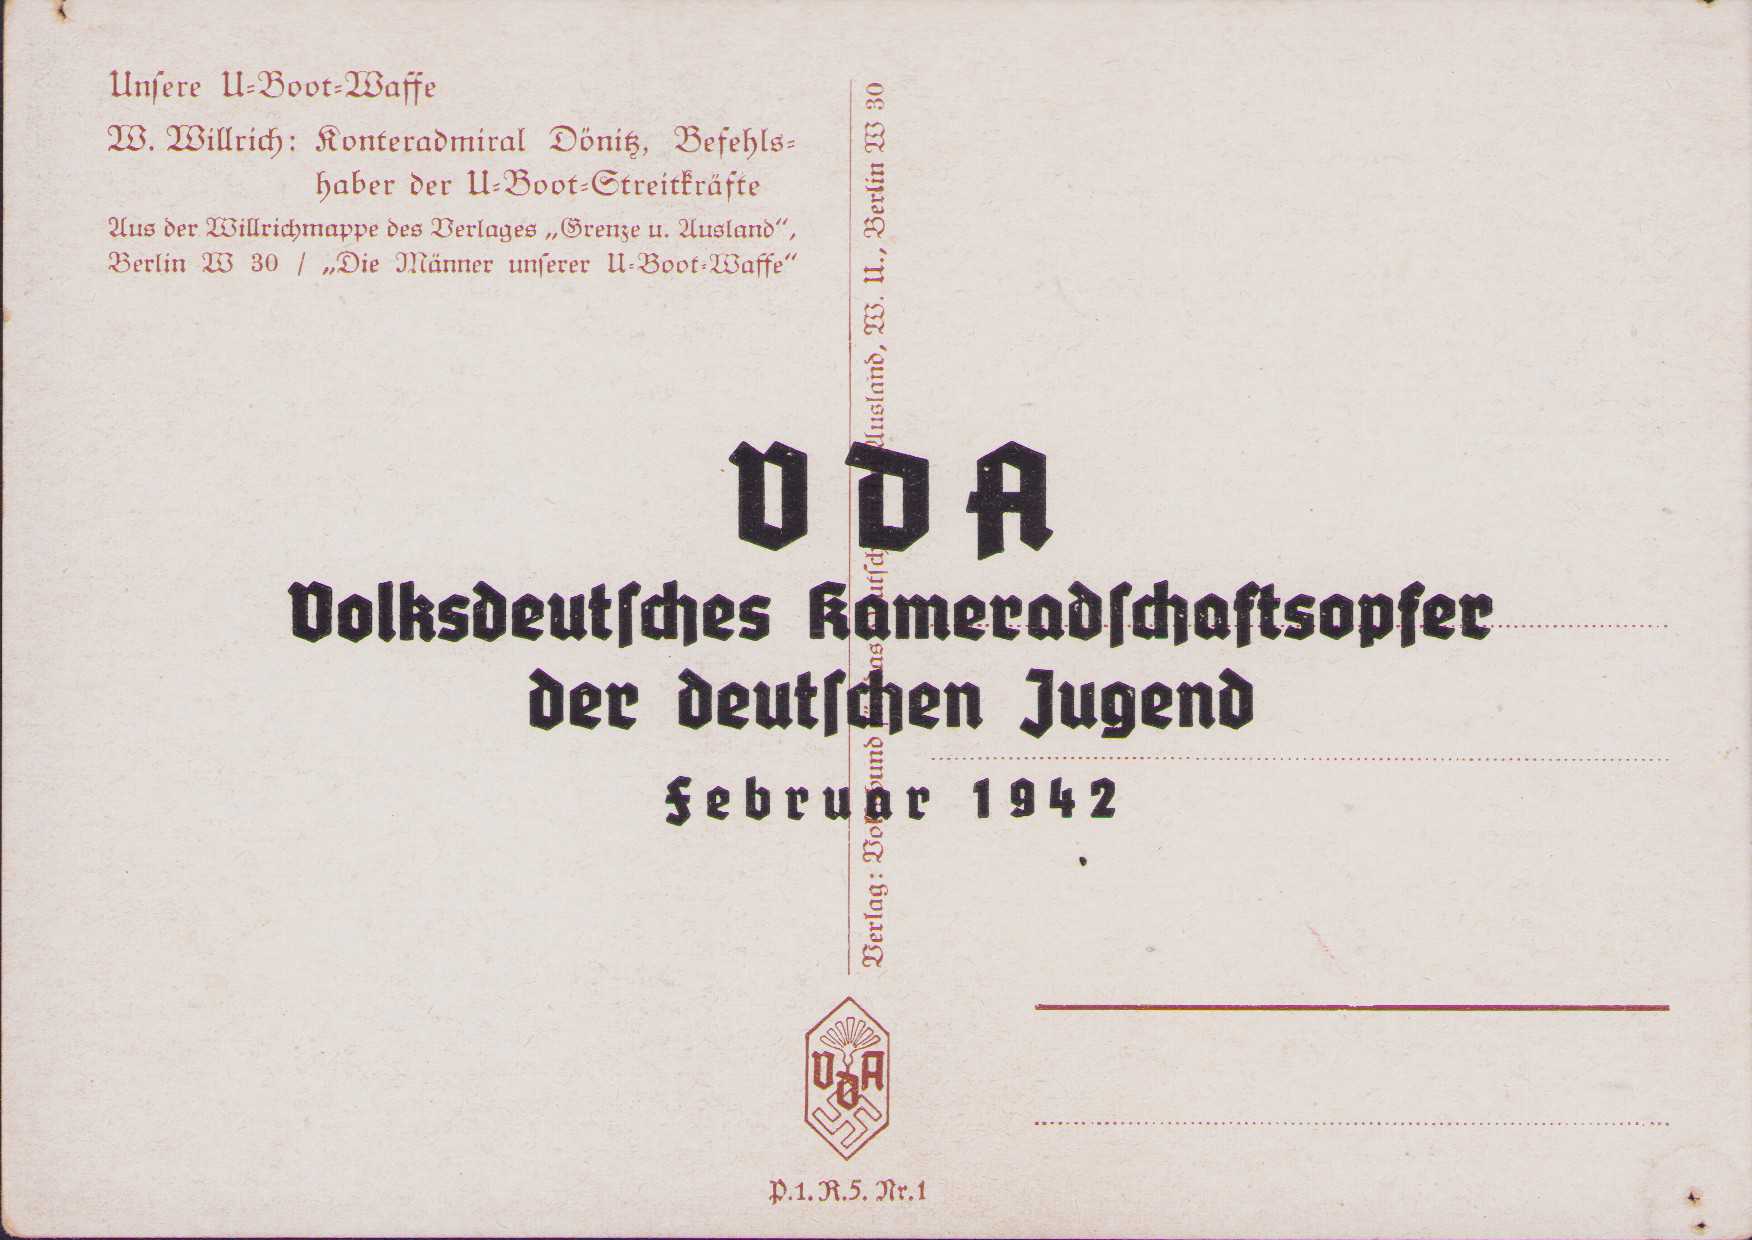 Unſere U-Boot-Waffe
W. Willrich: Konteradmiral Dönitz, Befehls-
haber der U-Boot-Streitkräfte
Aus der Willrichmappe des Verlages „Grenze u. Ausland“,
Berlin W 30 / „Die Männer unſerer U-Boot-Waffe“
Verlag: Ausland, W. U., Berlin W 30
VDA
Volksdeutſches Kameradſchaftsopfer
der deutſchen Jugend
Februar 1942
VDA
P.1.R.5. Nr.1